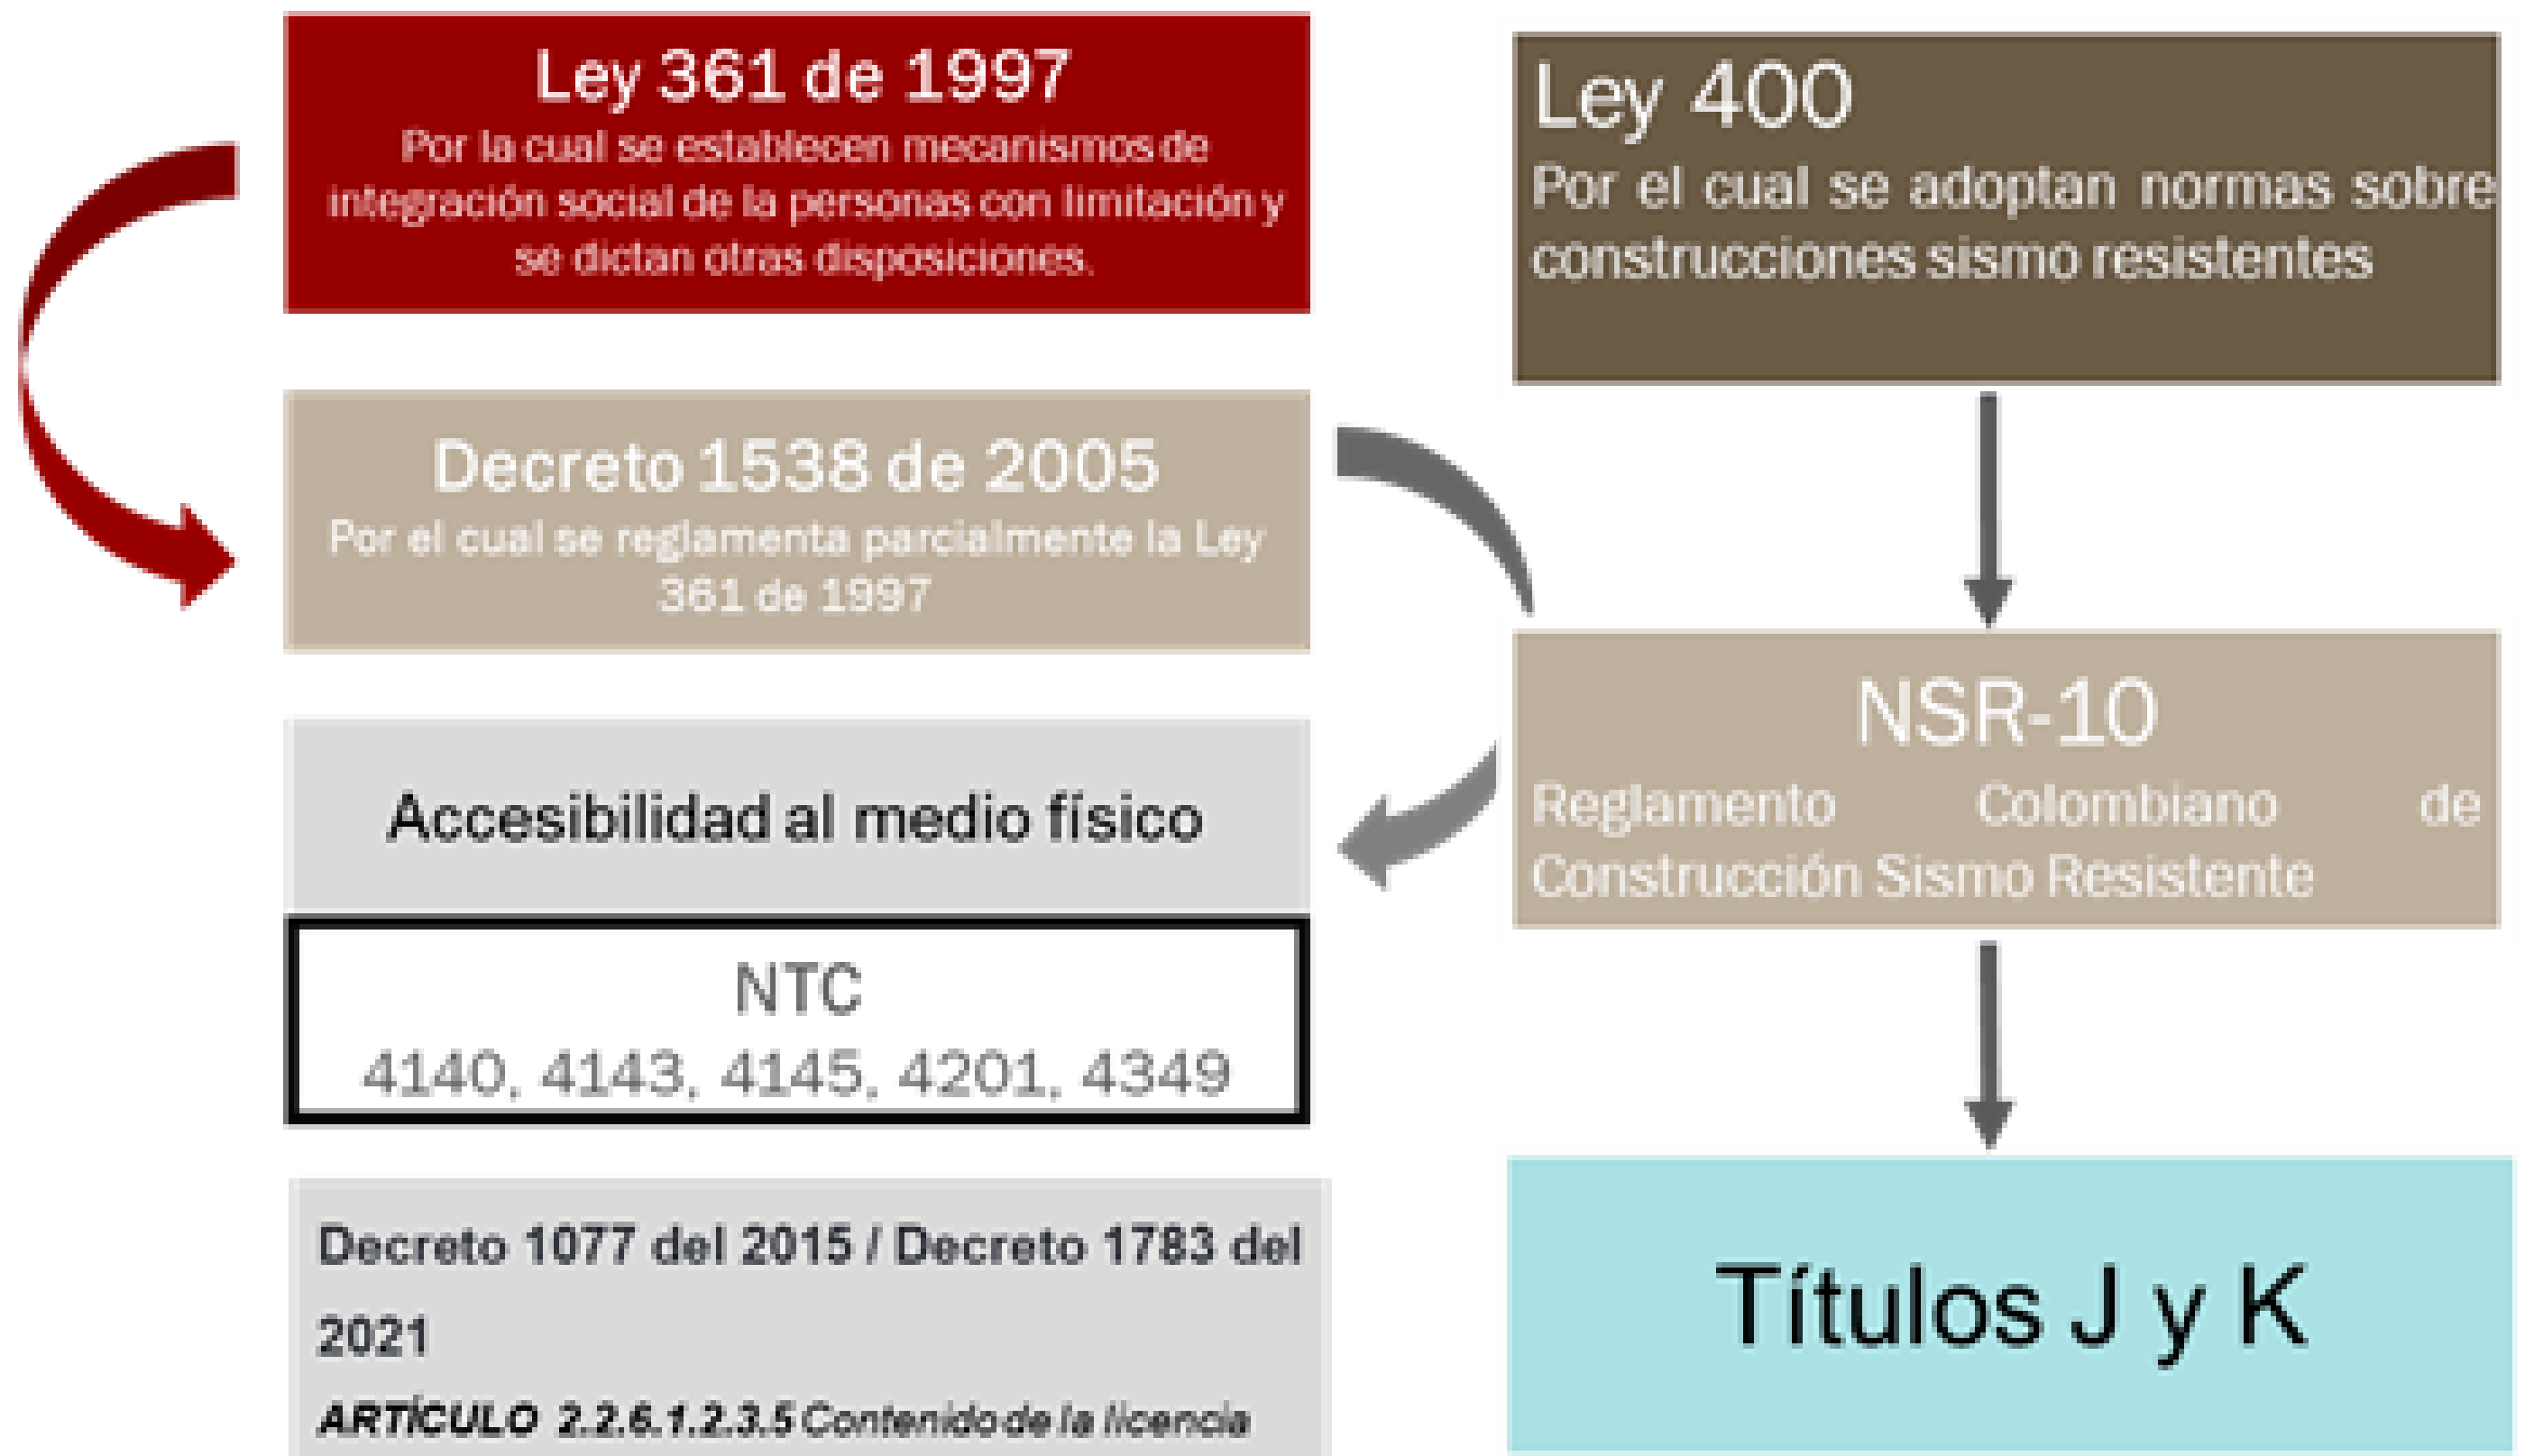 Ley 361 de 1997
Por la cual se establecen mecanismos de
integración social de la personas con limitación y
se dictan otras disposiciones.
Decreto 1538 de 2005
Por el cual se reglamenta parcialmente la Ley
361 de 1997
Accesibilidad al medio físico
NTC
4140, 4143, 4145, 4201, 4349
Decreto 1077 del 2015 / Decreto 1783 del
2021
ARTÍCULO 2.2.6.1.2.3.5 Contenido de la licencia
Ley 400
Por el cual se adoptan normas sobre
construcciones sismo resistentes
NSR-10
Reglamento Colombiano de
Construcción Sismo Resistente
Títulos J y K